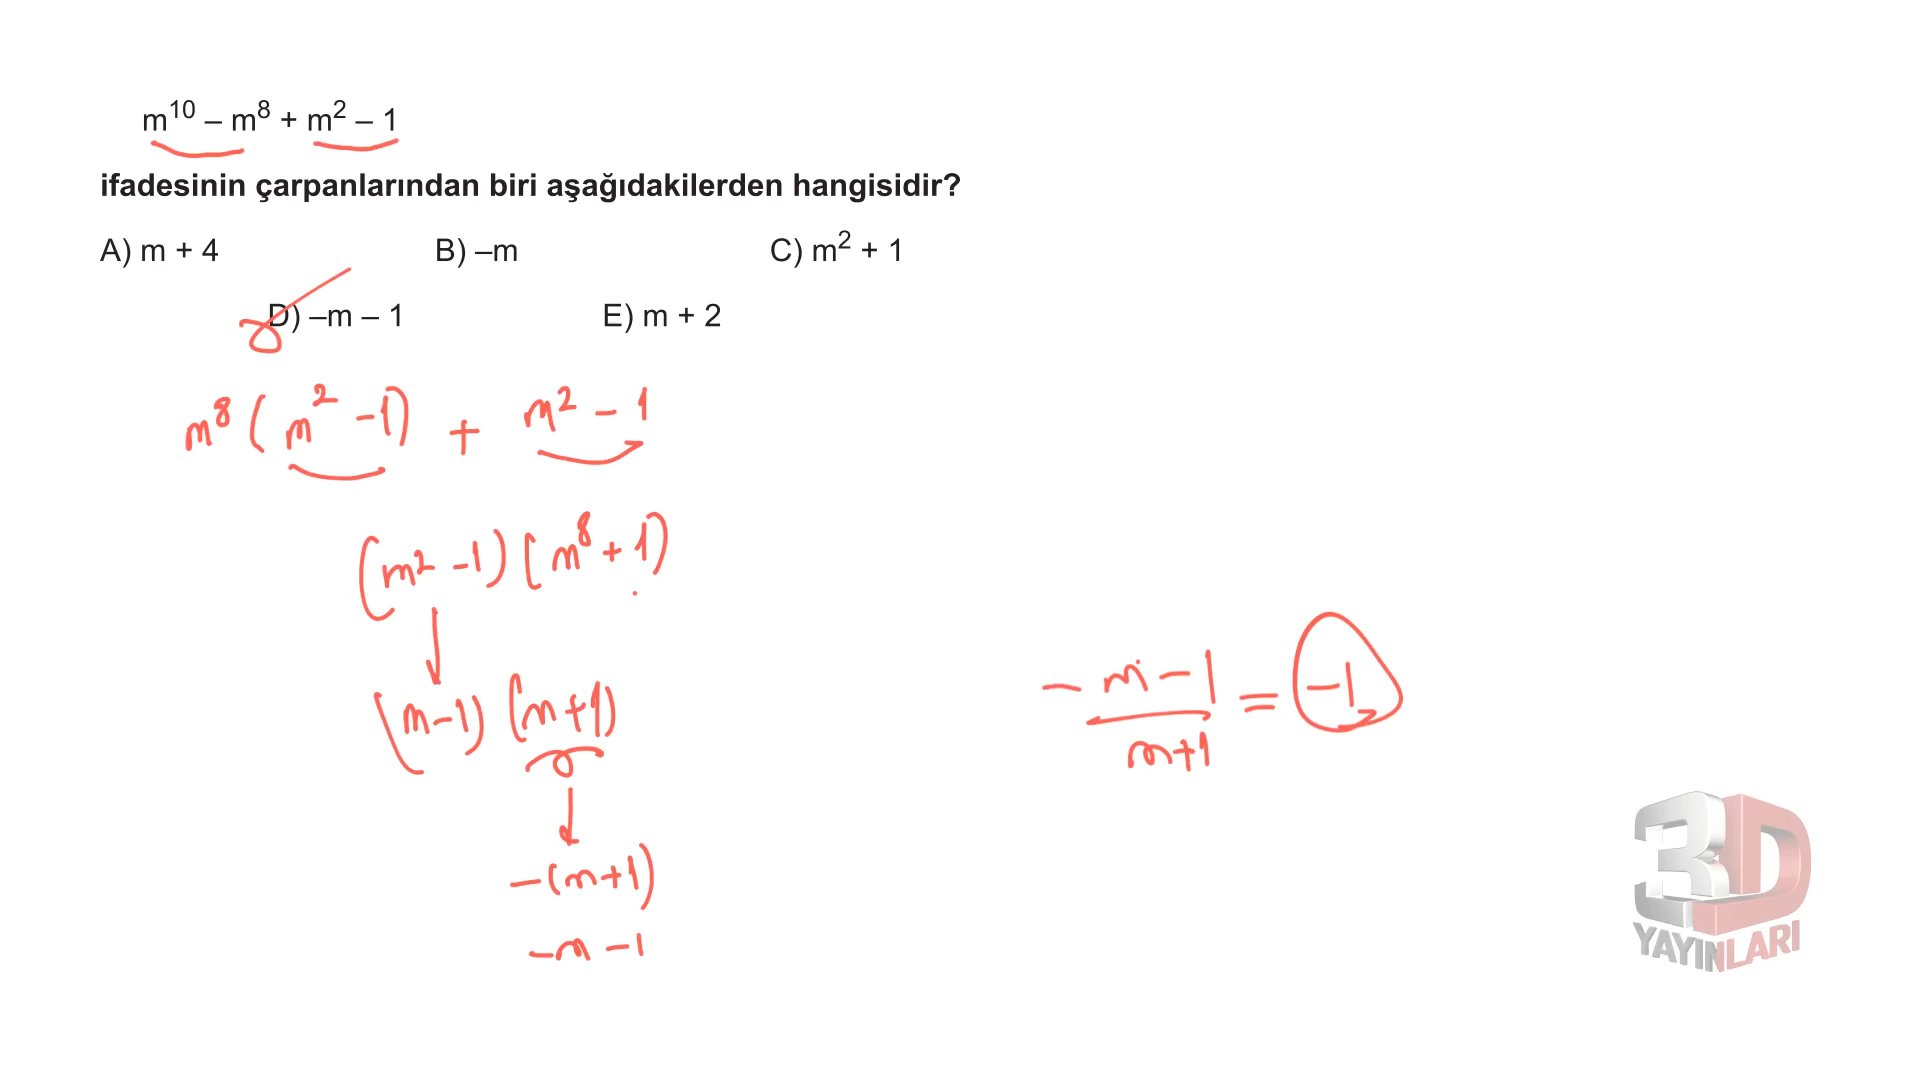 m¹⁰ – m⁸ + m² – 1
ifadesinin çarpanlarından biri aşağıdakilerden hangisidir?
A) m + 4 B) –m C) m² + 1
D) –m – 1 E) m + 2
m⁸ (m² – 1) + m² – 1
(m² – 1) (m⁸ + 1)
(m – 1) (m + 1)
– m – 1 / m + 1 = –1
–(m + 1)
–m – 1
3D
YAYINLARI